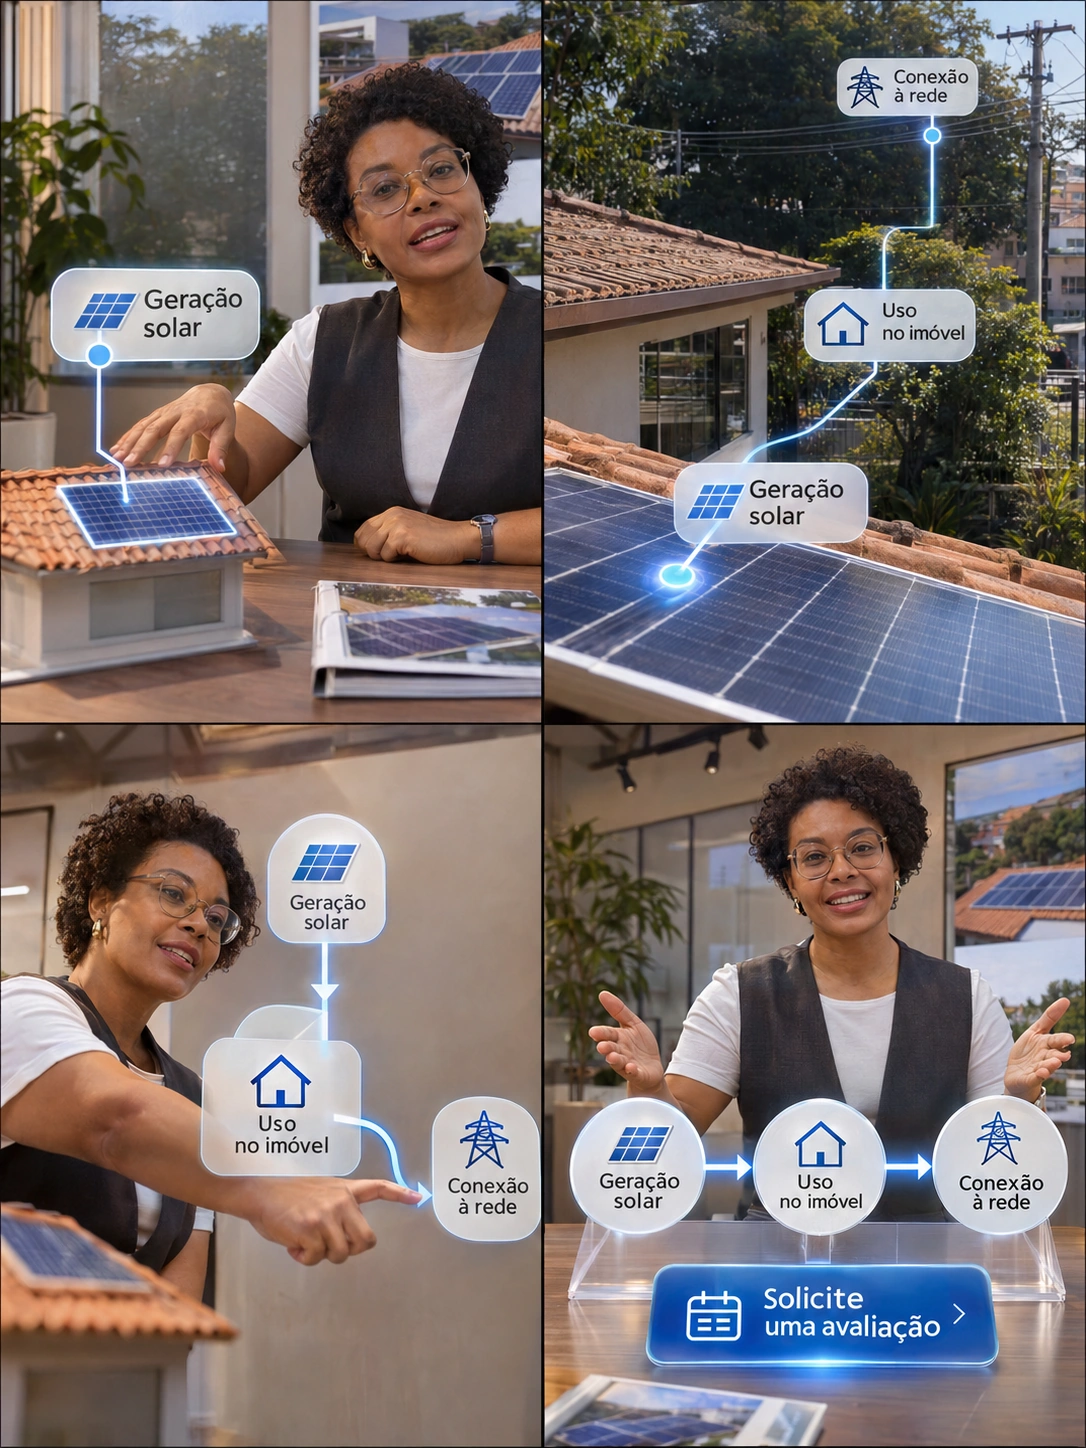 Geração
solar
Conexão
à rede
Uso
no imóvel
Geração
solar
Geração
solar
Uso
no imóvel
Conexão
à rede
Geração
solar
Uso
no imóvel
Conexão
à rede
Solicite
uma avaliação